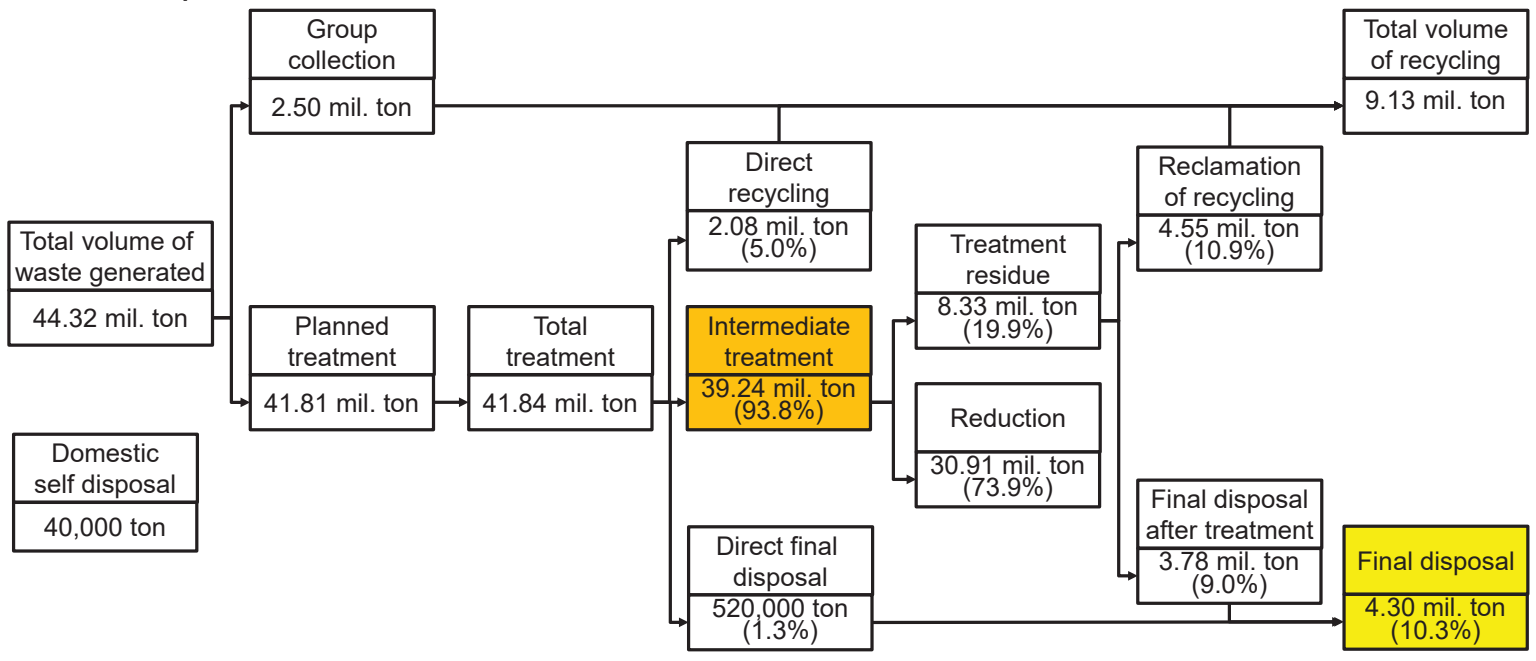 Group
collection
2.50 mil. ton
Total volume
of recycling
9.13 mil. ton
Direct
recycling
2.08 mil. ton
(5.0%)
Reclamation
of recycling
4.55 mil. ton
(10.9%)
Total volume of
waste generated
44.32 mil. ton
Planned
treatment
41.81 mil. ton
Total
treatment
41.84 mil. ton
Intermediate
treatment
39.24 mil. ton
(93.8%)
Treatment
residue
8.33 mil. ton
(19.9%)
Reduction
30.91 mil. ton
(73.9%)
Domestic
self disposal
40,000 ton
Direct final
disposal
520,000 ton
(1.3%)
Final disposal
after treatment
3.78 mil. ton
(9.0%)
Final disposal
4.30 mil. ton
(10.3%)